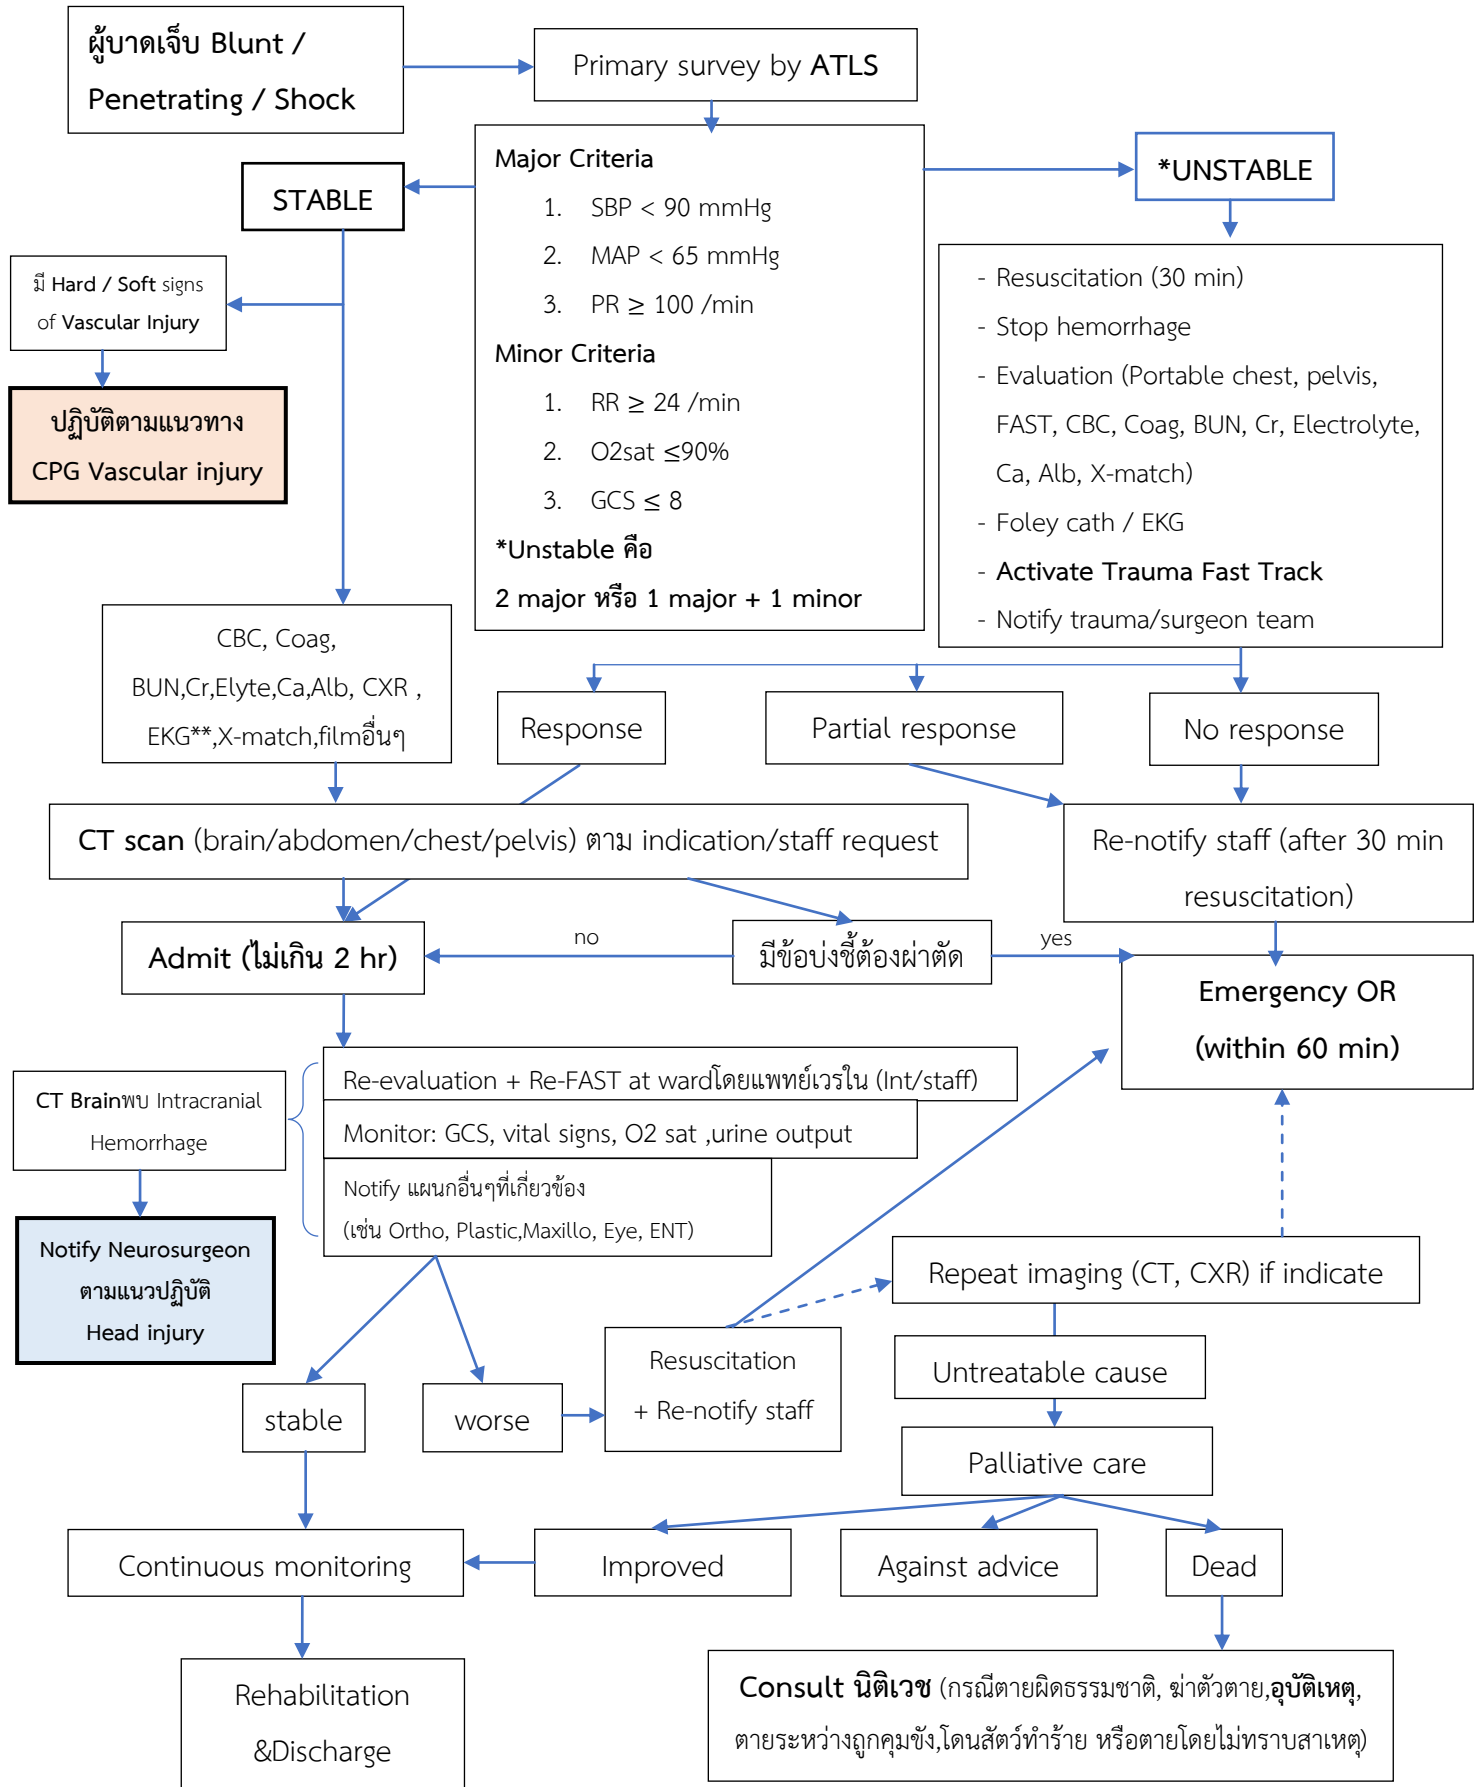 ผู้บาดเจ็บ Blunt /
Penetrating / Shock
Primary survey by ATLS
STABLE
Major Criteria
1. SBP < 90 mmHg
2. MAP < 65 mmHg
3. PR ≥ 100 /min
Minor Criteria
1. RR ≥ 24 /min
2. O2sat ≤90%
3. GCS ≤ 8
*Unstable คือ
2 major หรือ 1 major + 1 minor
*UNSTABLE
- Resuscitation (30 min)
- Stop hemorrhage
- Evaluation (Portable chest, pelvis,
FAST, CBC, Coag, BUN, Cr, Electrolyte,
Ca, Alb, X-match)
- Foley cath / EKG
- Activate Trauma Fast Track
- Notify trauma/surgeon team
มี Hard / Soft signs
of Vascular Injury
ปฏิบัติตามแนวทาง
CPG Vascular injury
CBC, Coag,
BUN,Cr,Elyte,Ca,Alb, CXR ,
EKG**,X-match,filmอื่นๆ
Response
Partial response
No response
CT scan (brain/abdomen/chest/pelvis) ตาม indication/staff request
Re-notify staff (after 30 min
resuscitation)
Admit (ไม่เกิน 2 hr)
no
มีข้อบ่งชี้ต้องผ่าตัด
yes
Emergency OR
(within 60 min)
Re-evaluation + Re-FAST at wardโดยแพทย์เวรใน (Int/staff)
Monitor: GCS, vital signs, O2 sat ,urine output
Notify แผนกอื่นๆที่เกี่ยวข้อง
(เช่น Ortho, Plastic,Maxillo, Eye, ENT)
CT Brainพบ Intracranial
Hemorrhage
Notify Neurosurgeon
ตามแนวปฏิบัติ
Head injury
Repeat imaging (CT, CXR) if indicate
Resuscitation
+ Re-notify staff
Untreatable cause
stable
worse
Palliative care
Continuous monitoring
Improved
Against advice
Dead
Rehabilitation
&Discharge
Consult นิติเวช (กรณีตายผิดธรรมชาติ, ฆ่าตัวตาย,อุบัติเหตุ,
ตายระหว่างถูกคุมขัง,โดนสัตว์ทำร้าย หรือตายโดยไม่ทราบสาเหตุ)